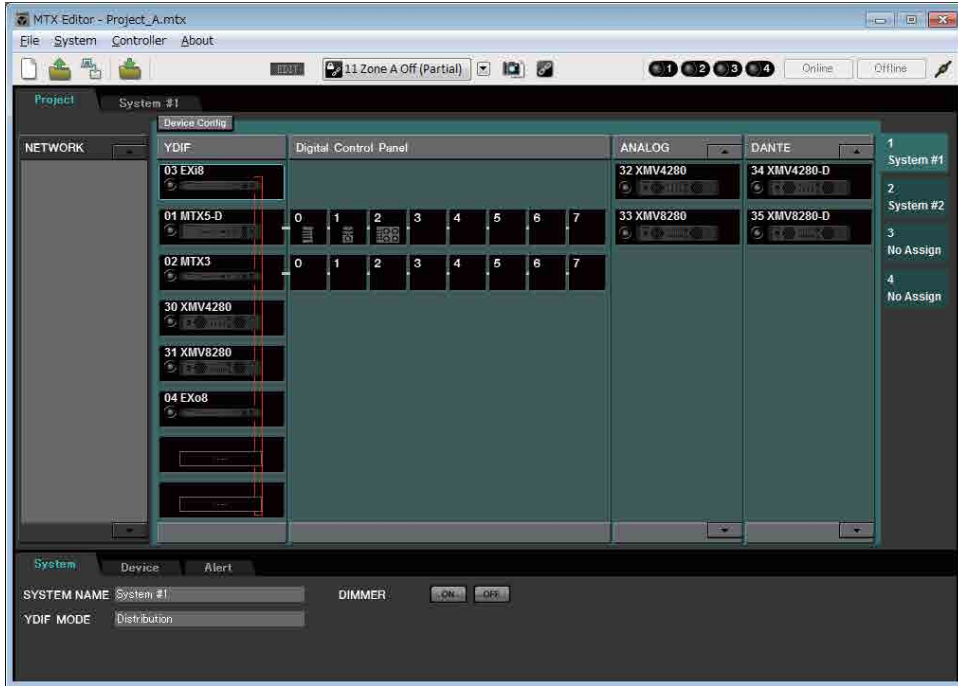 MTX Editor - Project_A.mtx
File System Controller About
EDIT 11 Zone A Off (Partial) 1 2 3 4 Online Offline
Project System #1
Device Config
NETWORK YDIF Digital Control Panel ANALOG DANTE
03 EXi8
01 MTX5-D 0 1 2 3 4 5 6 7
02 MTX3 0 1 2 3 4 5 6 7
30 XMV4280
31 XMV8280
04 EXo8
32 XMV4280
33 XMV8280
34 XMV4280-D
35 XMV8280-D
1
System #1
2
System #2
3
No Assign
4
No Assign
System Device Alert
SYSTEM NAME System #1 DIMMER ON OFF
YDIF MODE Distribution